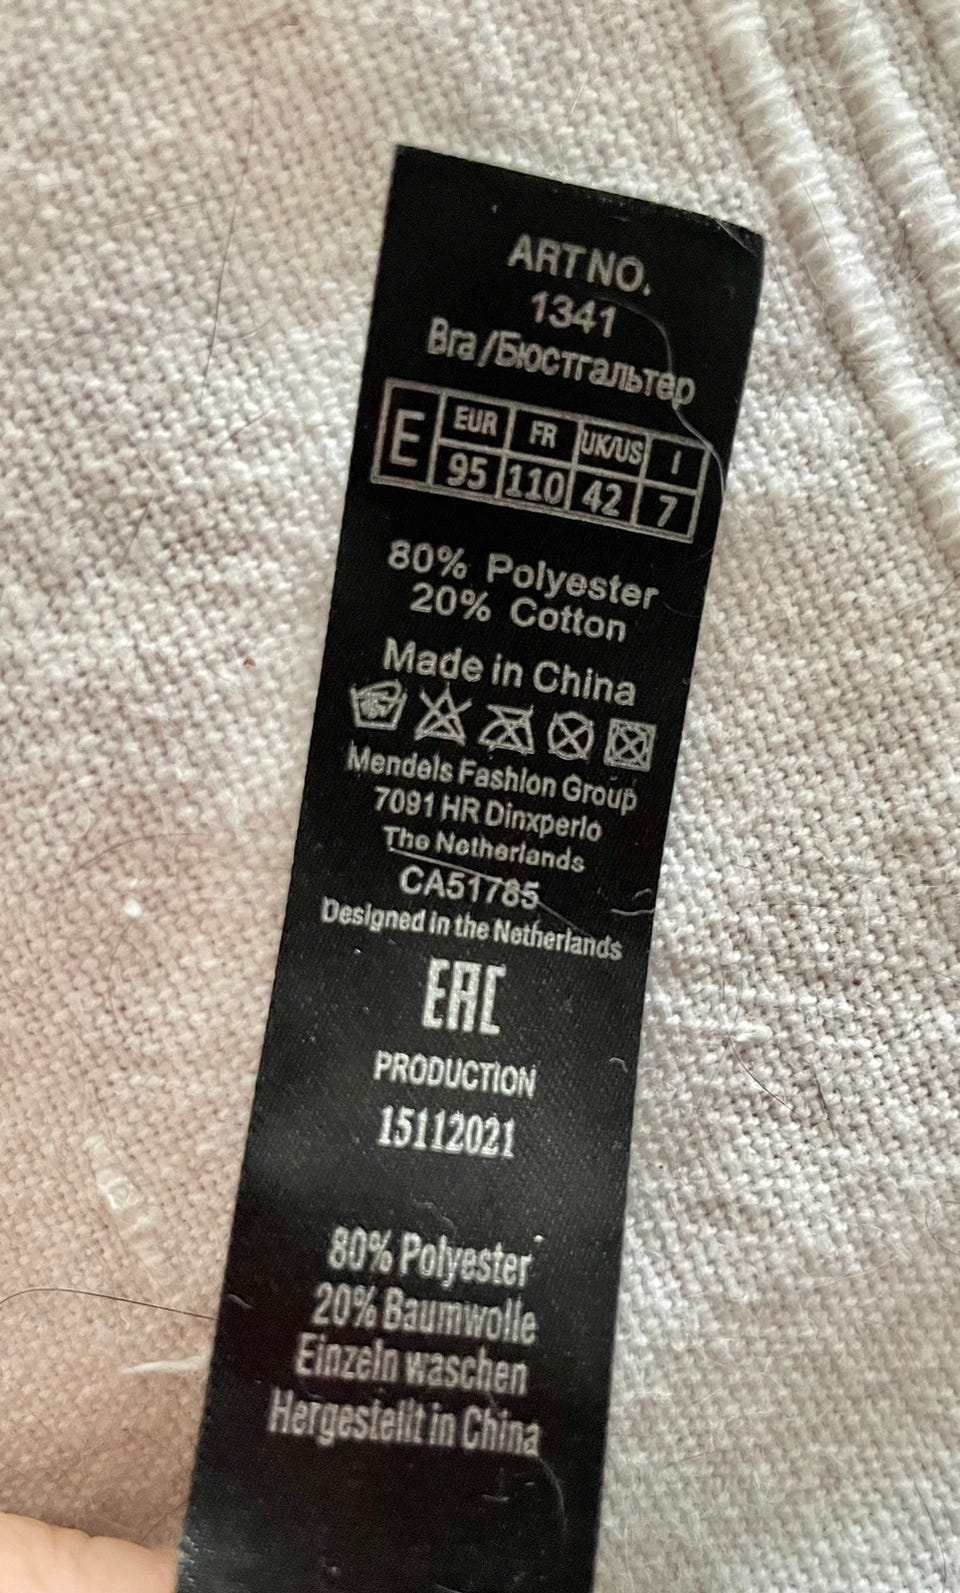 ART NO.
1341
Bra/Бюстгальтер
E EUR FR UK/US I
95 110 42 7
80% Polyester
20% Cotton
Made in China
Mendels Fashion Group
7091 HR Dinxperlo
The Netherlands
CA51785
Designed in the Netherlands
EAC
PRODUCTION
15112021
80% Polyester
20% Baumwolle
Einzeln waschen
Hergestellt in China